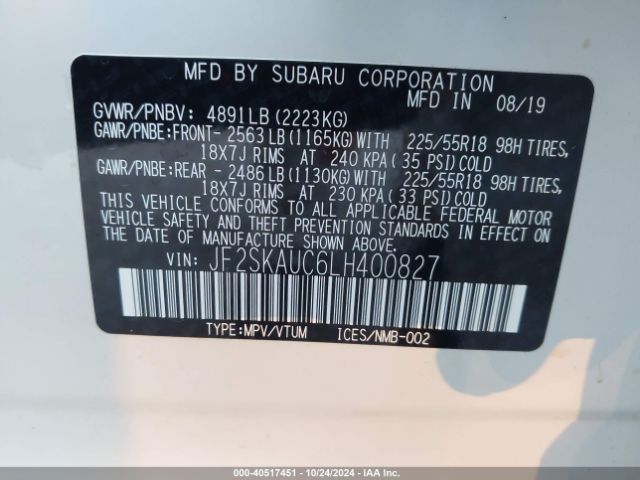 MFD BY SUBARU CORPORATION
MFD IN 08/19
GVWR/PNBV: 4891LB (2223KG)
GAWR/PNBE:FRONT- 2563LB(1165KG)WITH 225/55R18 98H TIRES,
18X7J RIMS AT 240 KPA(35 PSI)COLD
GAWR/PNBE:REAR - 2486LB(1130KG)WITH 225/55R18 98H TIRES,
18X7J RIMS AT 230 KPA(33 PSI)COLD
THIS VEHICLE CONFORMS TO ALL APPLICABLE FEDERAL MOTOR
VEHICLE SAFETY AND THEFT PREVENTION STANDARDS IN EFFECT ON
THE DATE OF MANUFACTURE SHOWN ABOVE.
VIN: JF2SKAUC6LH400827
TYPE:MPV/VTUM ICES/NMB-002
000-40517451 - 10/24/2024 - IAA Inc.